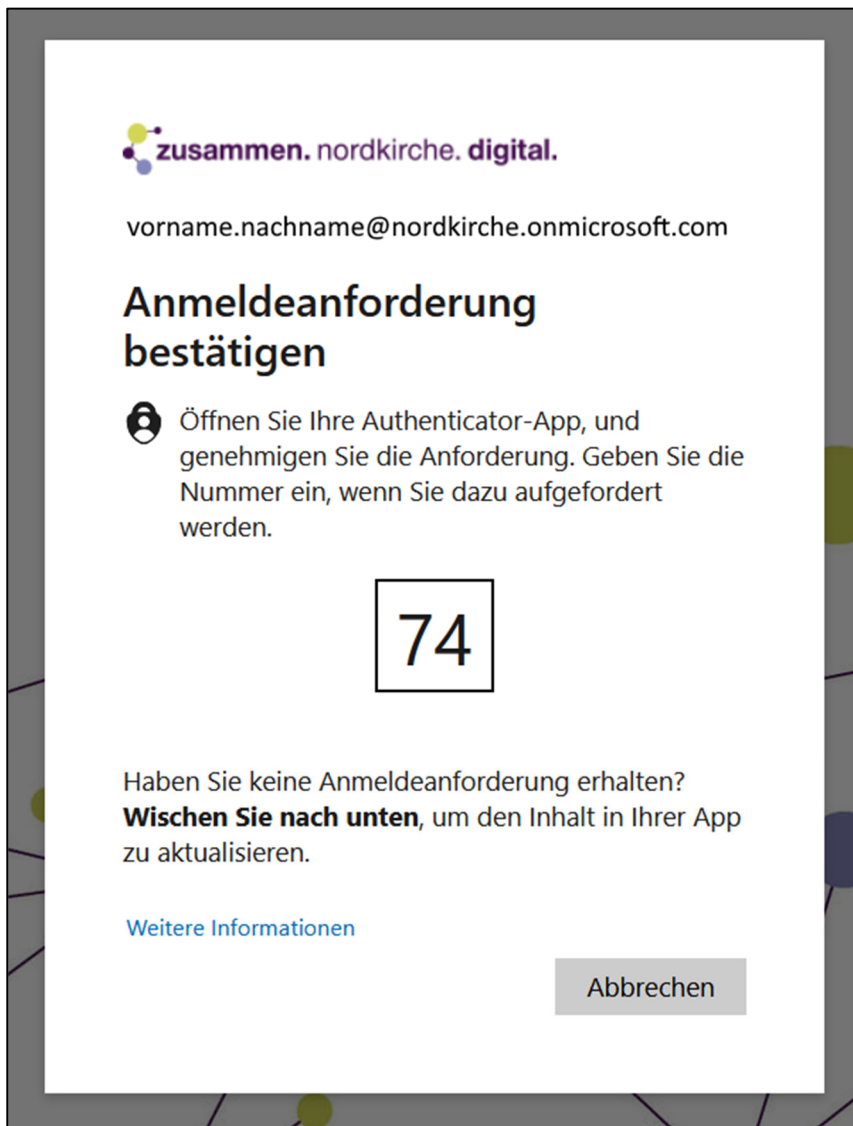 zusammen. nordkirche. digital.
vorname.nachname@nordkirche.onmicrosoft.com
Anmeldeanforderung
bestätigen
Öffnen Sie Ihre Authenticator-App, und
genehmigen Sie die Anforderung. Geben Sie die
Nummer ein, wenn Sie dazu aufgefordert
werden.
74
Haben Sie keine Anmeldeanforderung erhalten?
Wischen Sie nach unten, um den Inhalt in Ihrer App
zu aktualisieren.
Weitere Informationen
Abbrechen